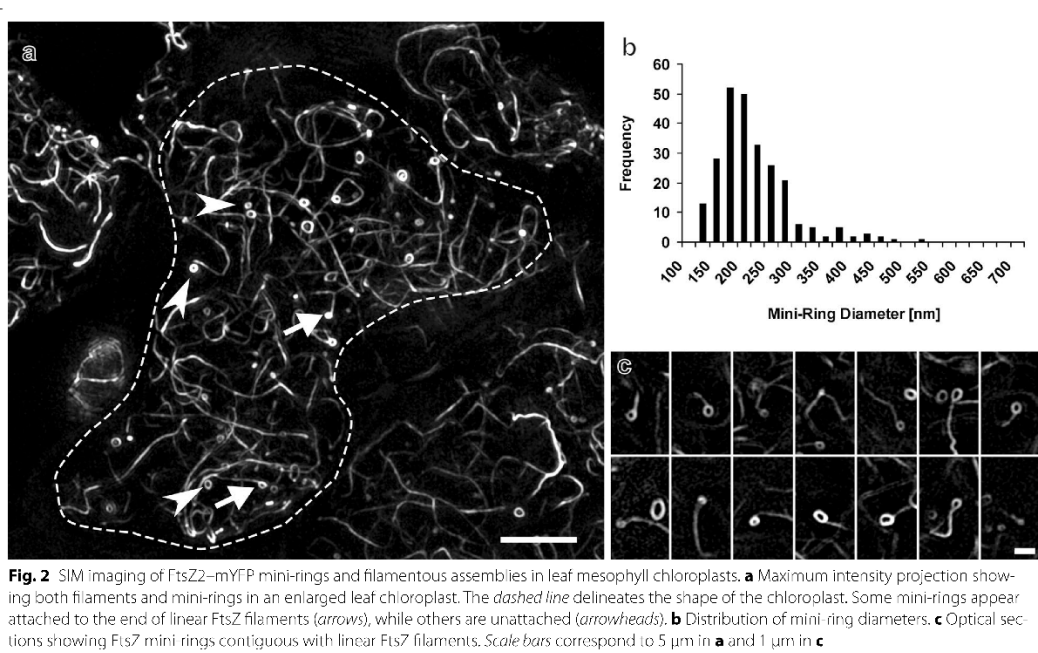 a
b
60
50
40
30
20
10
0
Frequency
100
150
200
250
300
350
400
450
500
550
600
650
700
Mini-Ring Diameter [nm]
c
Fig. 2 SIM imaging of FtsZ2–mYFP mini-rings and filamentous assemblies in leaf mesophyll chloroplasts. a Maximum intensity projection show-
ing both filaments and mini-rings in an enlarged leaf chloroplast. The dashed line delineates the shape of the chloroplast. Some mini-rings appear
attached to the end of linear FtsZ filaments (arrows), while others are unattached (arrowheads). b Distribution of mini-ring diameters. c Optical sec-
tions showing FtsZ mini-rings contiguous with linear FtsZ filaments. Scale bars correspond to 5 μm in a and 1 μm in c